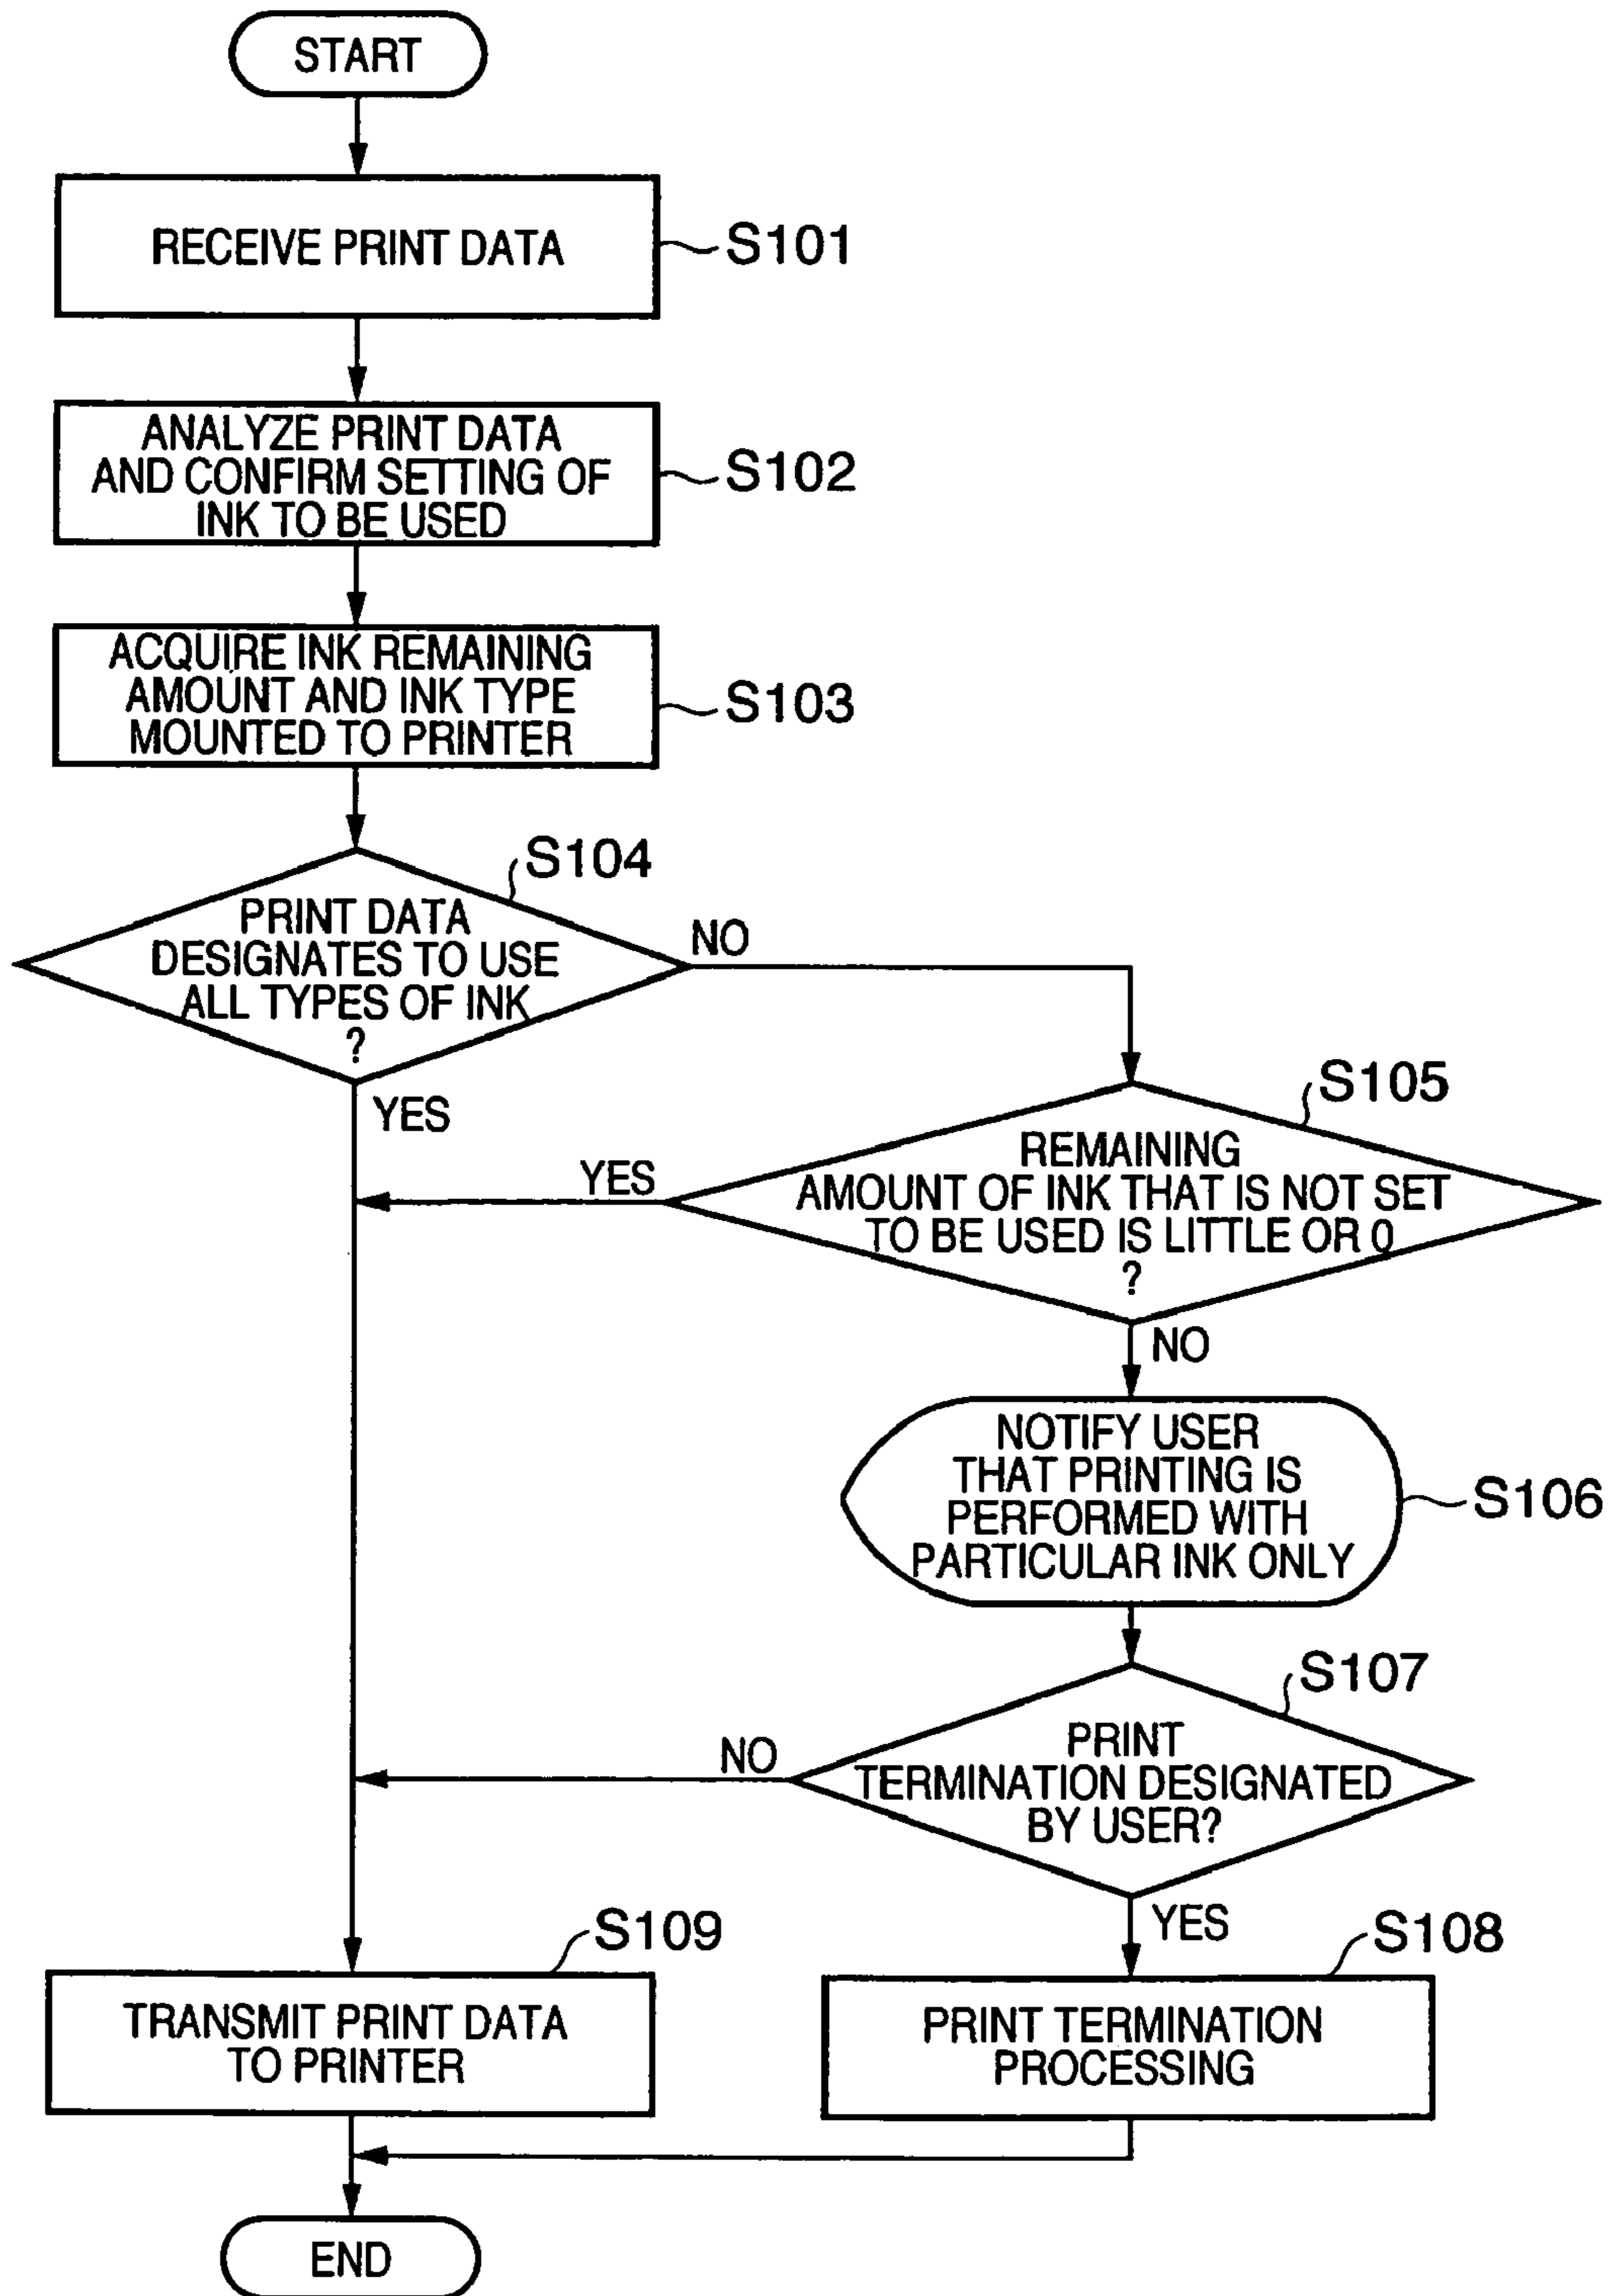 START
RECEIVE PRINT DATA
S101
ANALYZE PRINT DATA
AND CONFIRM SETTING OF
INK TO BE USED
S102
ACQUIRE INK REMAINING
AMOUNT AND INK TYPE
MOUNTED TO PRINTER
S103
S104
PRINT DATA
DESIGNATES TO USE
ALL TYPES OF INK
?
NO
YES
S105
REMAINING
AMOUNT OF INK THAT IS NOT SET
TO BE USED IS LITTLE OR 0
?
YES
NO
NOTIFY USER
THAT PRINTING IS
PERFORMED WITH
PARTICULAR INK ONLY
S106
S107
PRINT
TERMINATION DESIGNATED
BY USER?
NO
YES
S109
TRANSMIT PRINT DATA
TO PRINTER
S108
PRINT TERMINATION
PROCESSING
END